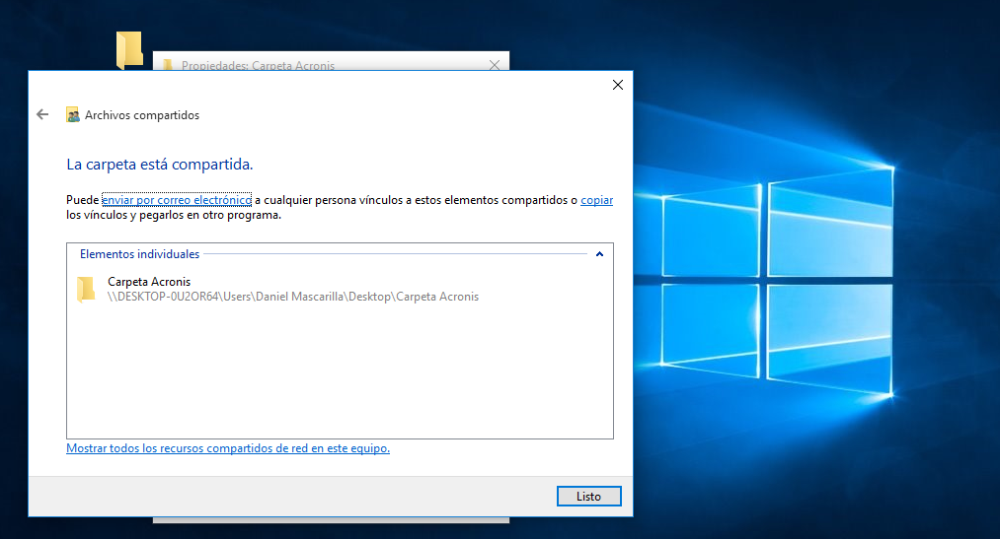 Propiedades: Carpeta Acronis
Archivos compartidos
La carpeta está compartida.
Puede enviar por correo electrónico a cualquier persona vínculos a estos elementos compartidos o copiar
los vínculos y pegarlos en otro programa.
Elementos individuales
Carpeta Acronis
\\DESKTOP-0U2OR64\Users\Daniel Mascarilla\Desktop\Carpeta Acronis
Mostrar todos los recursos compartidos de red en este equipo.
Listo